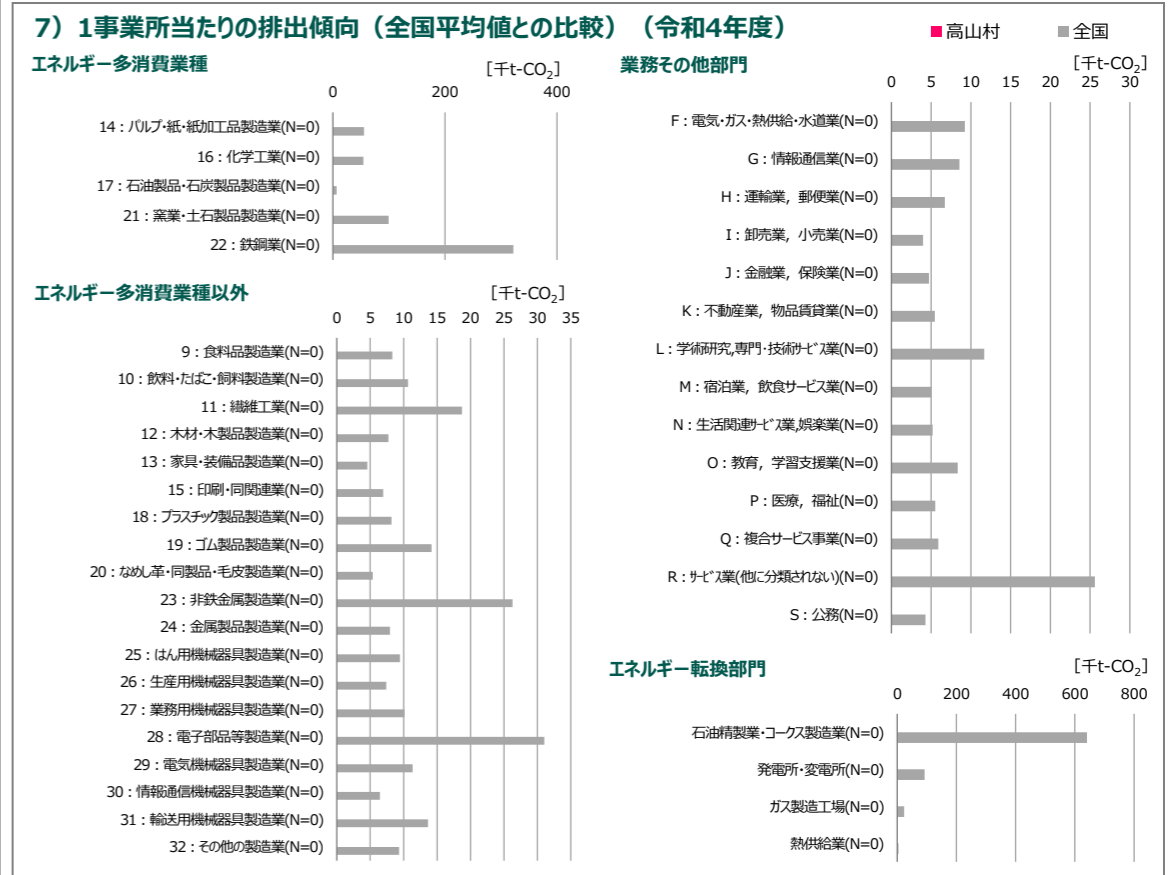 7）1事業所当たりの排出傾向（全国平均値との比較）（令和4年度）
高山村
全国
エネルギー多消費業種
［千t-CO₂］
0 200 400
14：パルプ・紙・紙加工品製造業(N=0)
16：化学工業(N=0)
17：石油製品・石炭製品製造業(N=0)
21：窯業・土石製品製造業(N=0)
22：鉄鋼業(N=0)
エネルギー多消費業種以外
［千t-CO₂］
0 5 10 15 20 25 30 35
9：食料品製造業(N=0)
10：飲料・たばこ・飼料製造業(N=0)
11：繊維工業(N=0)
12：木材・木製品製造業(N=0)
13：家具・装備品製造業(N=0)
15：印刷・同関連業(N=0)
18：プラスチック製品製造業(N=0)
19：ゴム製品製造業(N=0)
20：なめし革・同製品・毛皮製造業(N=0)
23：非鉄金属製造業(N=0)
24：金属製品製造業(N=0)
25：はん用機械器具製造業(N=0)
26：生産用機械器具製造業(N=0)
27：業務用機械器具製造業(N=0)
28：電子部品等製造業(N=0)
29：電気機械器具製造業(N=0)
30：情報通信機械器具製造業(N=0)
31：輸送用機械器具製造業(N=0)
32：その他の製造業(N=0)
業務その他部門
［千t-CO₂］
0 5 10 15 20 25 30
F：電気・ガス・熱供給・水道業(N=0)
G：情報通信業(N=0)
H：運輸業，郵便業(N=0)
I：卸売業，小売業(N=0)
J：金融業，保険業(N=0)
K：不動産業，物品賃貸業(N=0)
L：学術研究,専門・技術ｻｰﾋﾞｽ業(N=0)
M：宿泊業，飲食サービス業(N=0)
N：生活関連ｻｰﾋﾞｽ業,娯楽業(N=0)
O：教育，学習支援業(N=0)
P：医療，福祉(N=0)
Q：複合サービス事業(N=0)
R：ｻｰﾋﾞｽ業(他に分類されない)(N=0)
S：公務(N=0)
エネルギー転換部門
［千t-CO₂］
0 200 400 600 800
石油精製業・コークス製造業(N=0)
発電所・変電所(N=0)
ガス製造工場(N=0)
熱供給業(N=0)